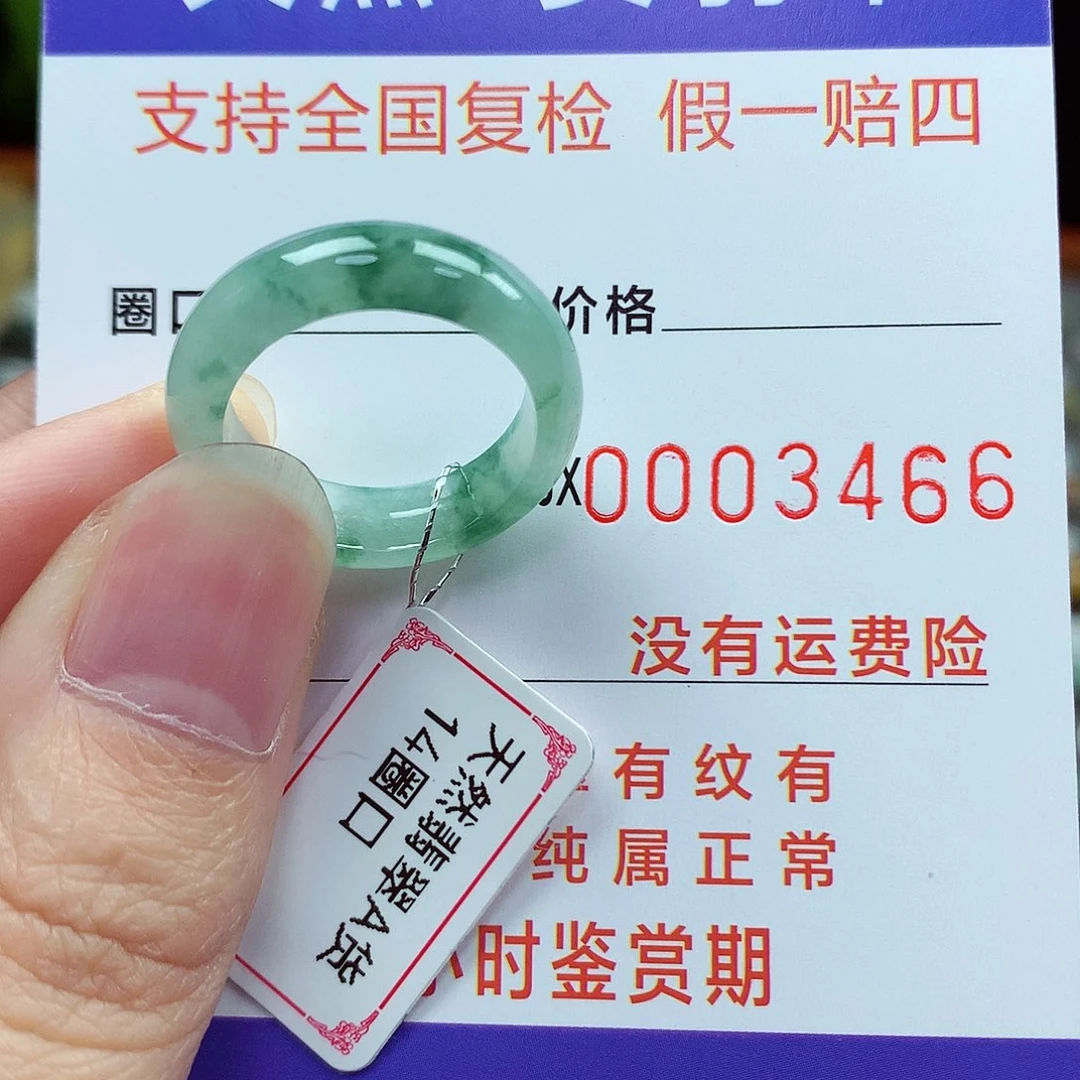 支持全国复检 假一赔四
圈口 价格
X0003466
没有运费险
有纹有
纯属正常
时鉴赏期
天然翡翠A货
14圈口